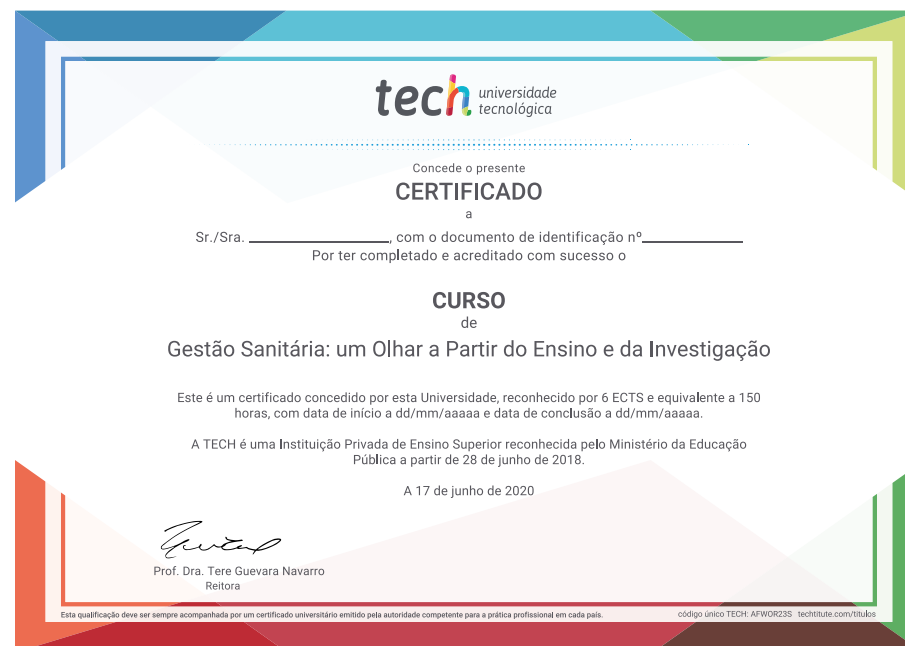 tech universidade
tecnológica
Concede o presente
CERTIFICADO
a
Sr./Sra. ____________________, com o documento de identificação nº______________
Por ter completado e acreditado com sucesso o
CURSO
de
Gestão Sanitária: um Olhar a Partir do Ensino e da Investigação
Este é um certificado concedido por esta Universidade, reconhecido por 6 ECTS e equivalente a 150
horas, com data de início a dd/mm/aaaaa e data de conclusão a dd/mm/aaaaa.
A TECH é uma Instituição Privada de Ensino Superior reconhecida pelo Ministério da Educação
Pública a partir de 28 de junho de 2018.
A 17 de junho de 2020
Prof. Dra. Tere Guevara Navarro
Reitora
Esta qualificação deve ser sempre acompanhada por um certificado universitário emitido pela autoridade competente para a prática profissional em cada país.
código único TECH: AFWOR23S techtitute.com/titulos